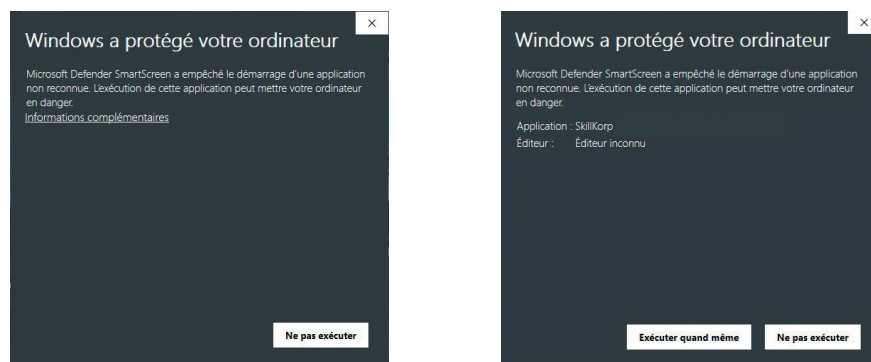 Windows a protégé votre ordinateur
Microsoft Defender SmartScreen a empêché le démarrage d'une application
non reconnue. L'exécution de cette application peut mettre votre ordinateur
en danger.
Informations complémentaires
Ne pas exécuter
Windows a protégé votre ordinateur
Microsoft Defender SmartScreen a empêché le démarrage d'une application
non reconnue. L'exécution de cette application peut mettre votre ordinateur
en danger.
Application : SkillKorp
Éditeur : Éditeur inconnu
Exécuter quand même Ne pas exécuter